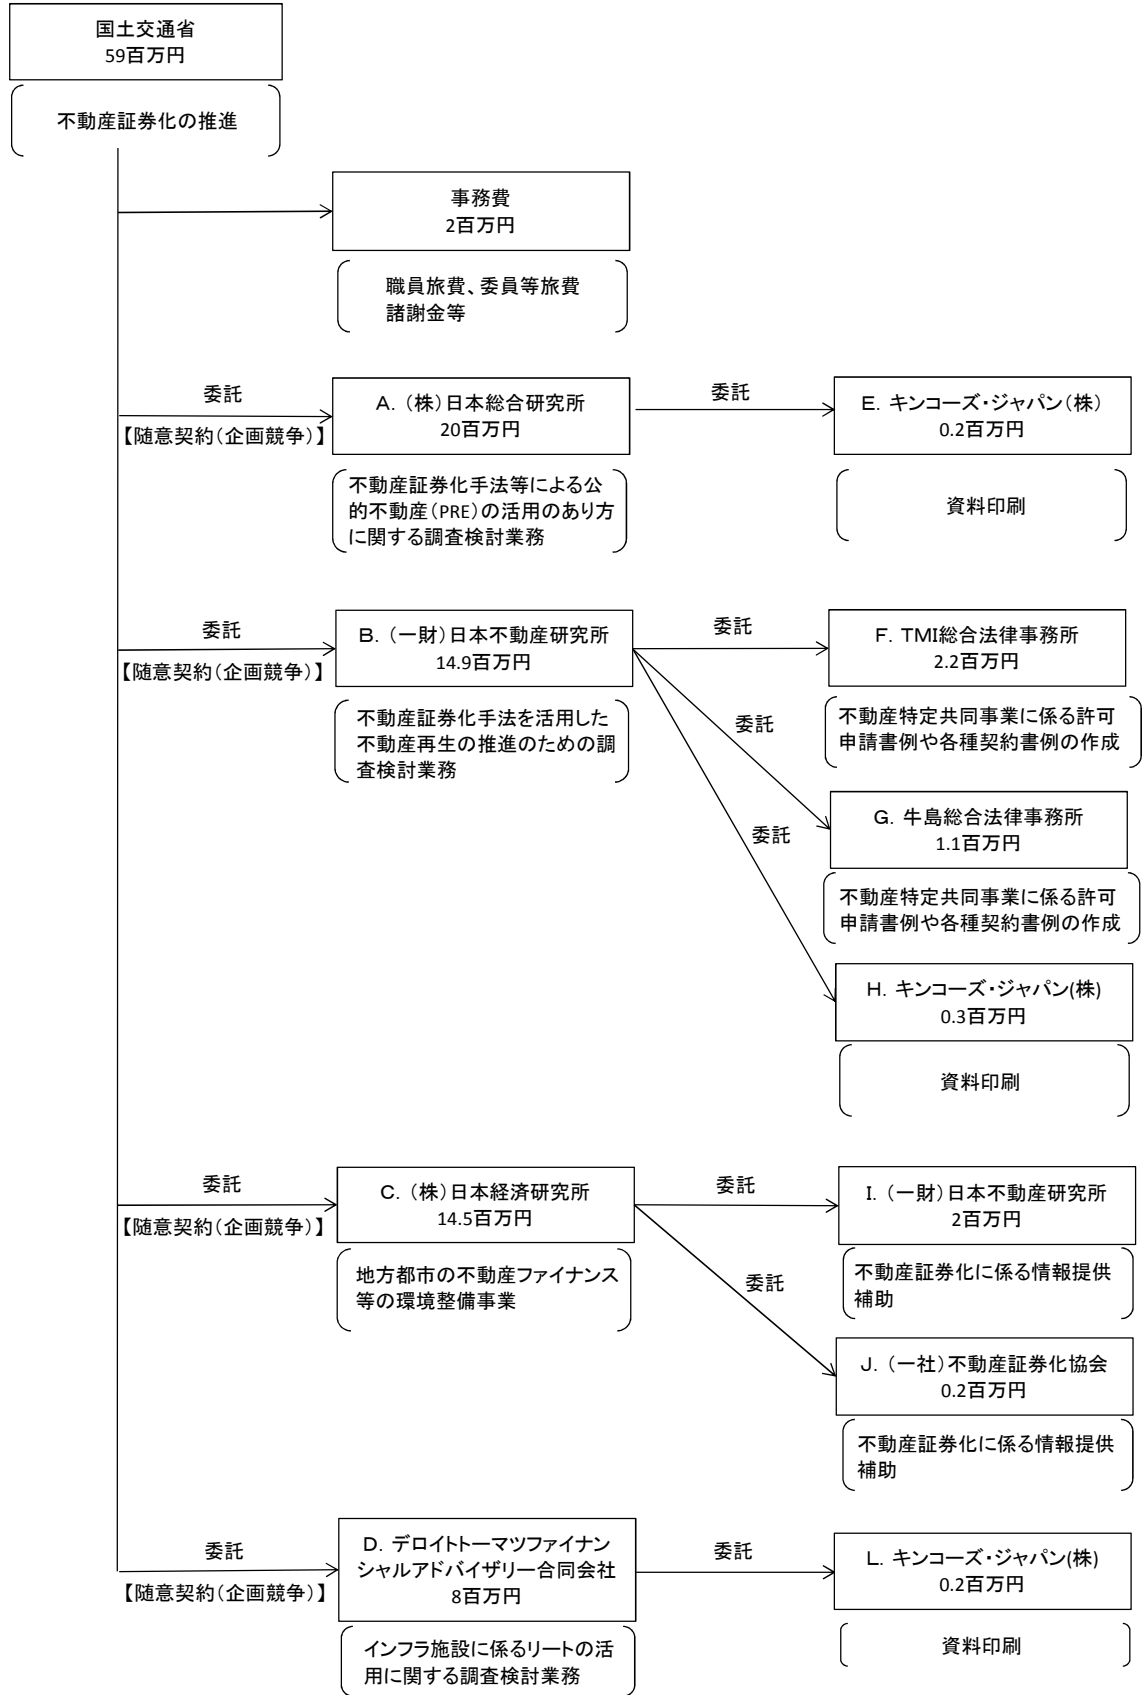 国土交通省
59百万円
不動産証券化の推進
事務費
2百万円
職員旅費、委員等旅費
諸謝金等
委託
【随意契約(企画競争)】
A. (株)日本総合研究所
20百万円
不動産証券化手法等による公
的不動産(PRE)の活用のあり方
に関する調査検討業務
委託
E. キンコーズ・ジャパン(株)
0.2百万円
資料印刷
委託
【随意契約(企画競争)】
B. (一財)日本不動産研究所
14.9百万円
不動産証券化手法を活用した
不動産再生の推進のための調
査検討業務
委託
F. TMI総合法律事務所
2.2百万円
不動産特定共同事業に係る許可
申請書例や各種契約書例の作成
委託
G. 牛島総合法律事務所
1.1百万円
不動産特定共同事業に係る許可
申請書例や各種契約書例の作成
委託
H. キンコーズ・ジャパン(株)
0.3百万円
資料印刷
委託
【随意契約(企画競争)】
C. (株)日本経済研究所
14.5百万円
地方都市の不動産ファイナンス
等の環境整備事業
委託
I. (一財)日本不動産研究所
2百万円
不動産証券化に係る情報提供
補助
委託
J. (一社)不動産証券化協会
0.2百万円
不動産証券化に係る情報提供
補助
委託
【随意契約(企画競争)】
D. デロイトトーマツファイナン
シャルアドバイザリー合同会社
8百万円
インフラ施設に係るリートの活
用に関する調査検討業務
委託
L. キンコーズ・ジャパン(株)
0.2百万円
資料印刷